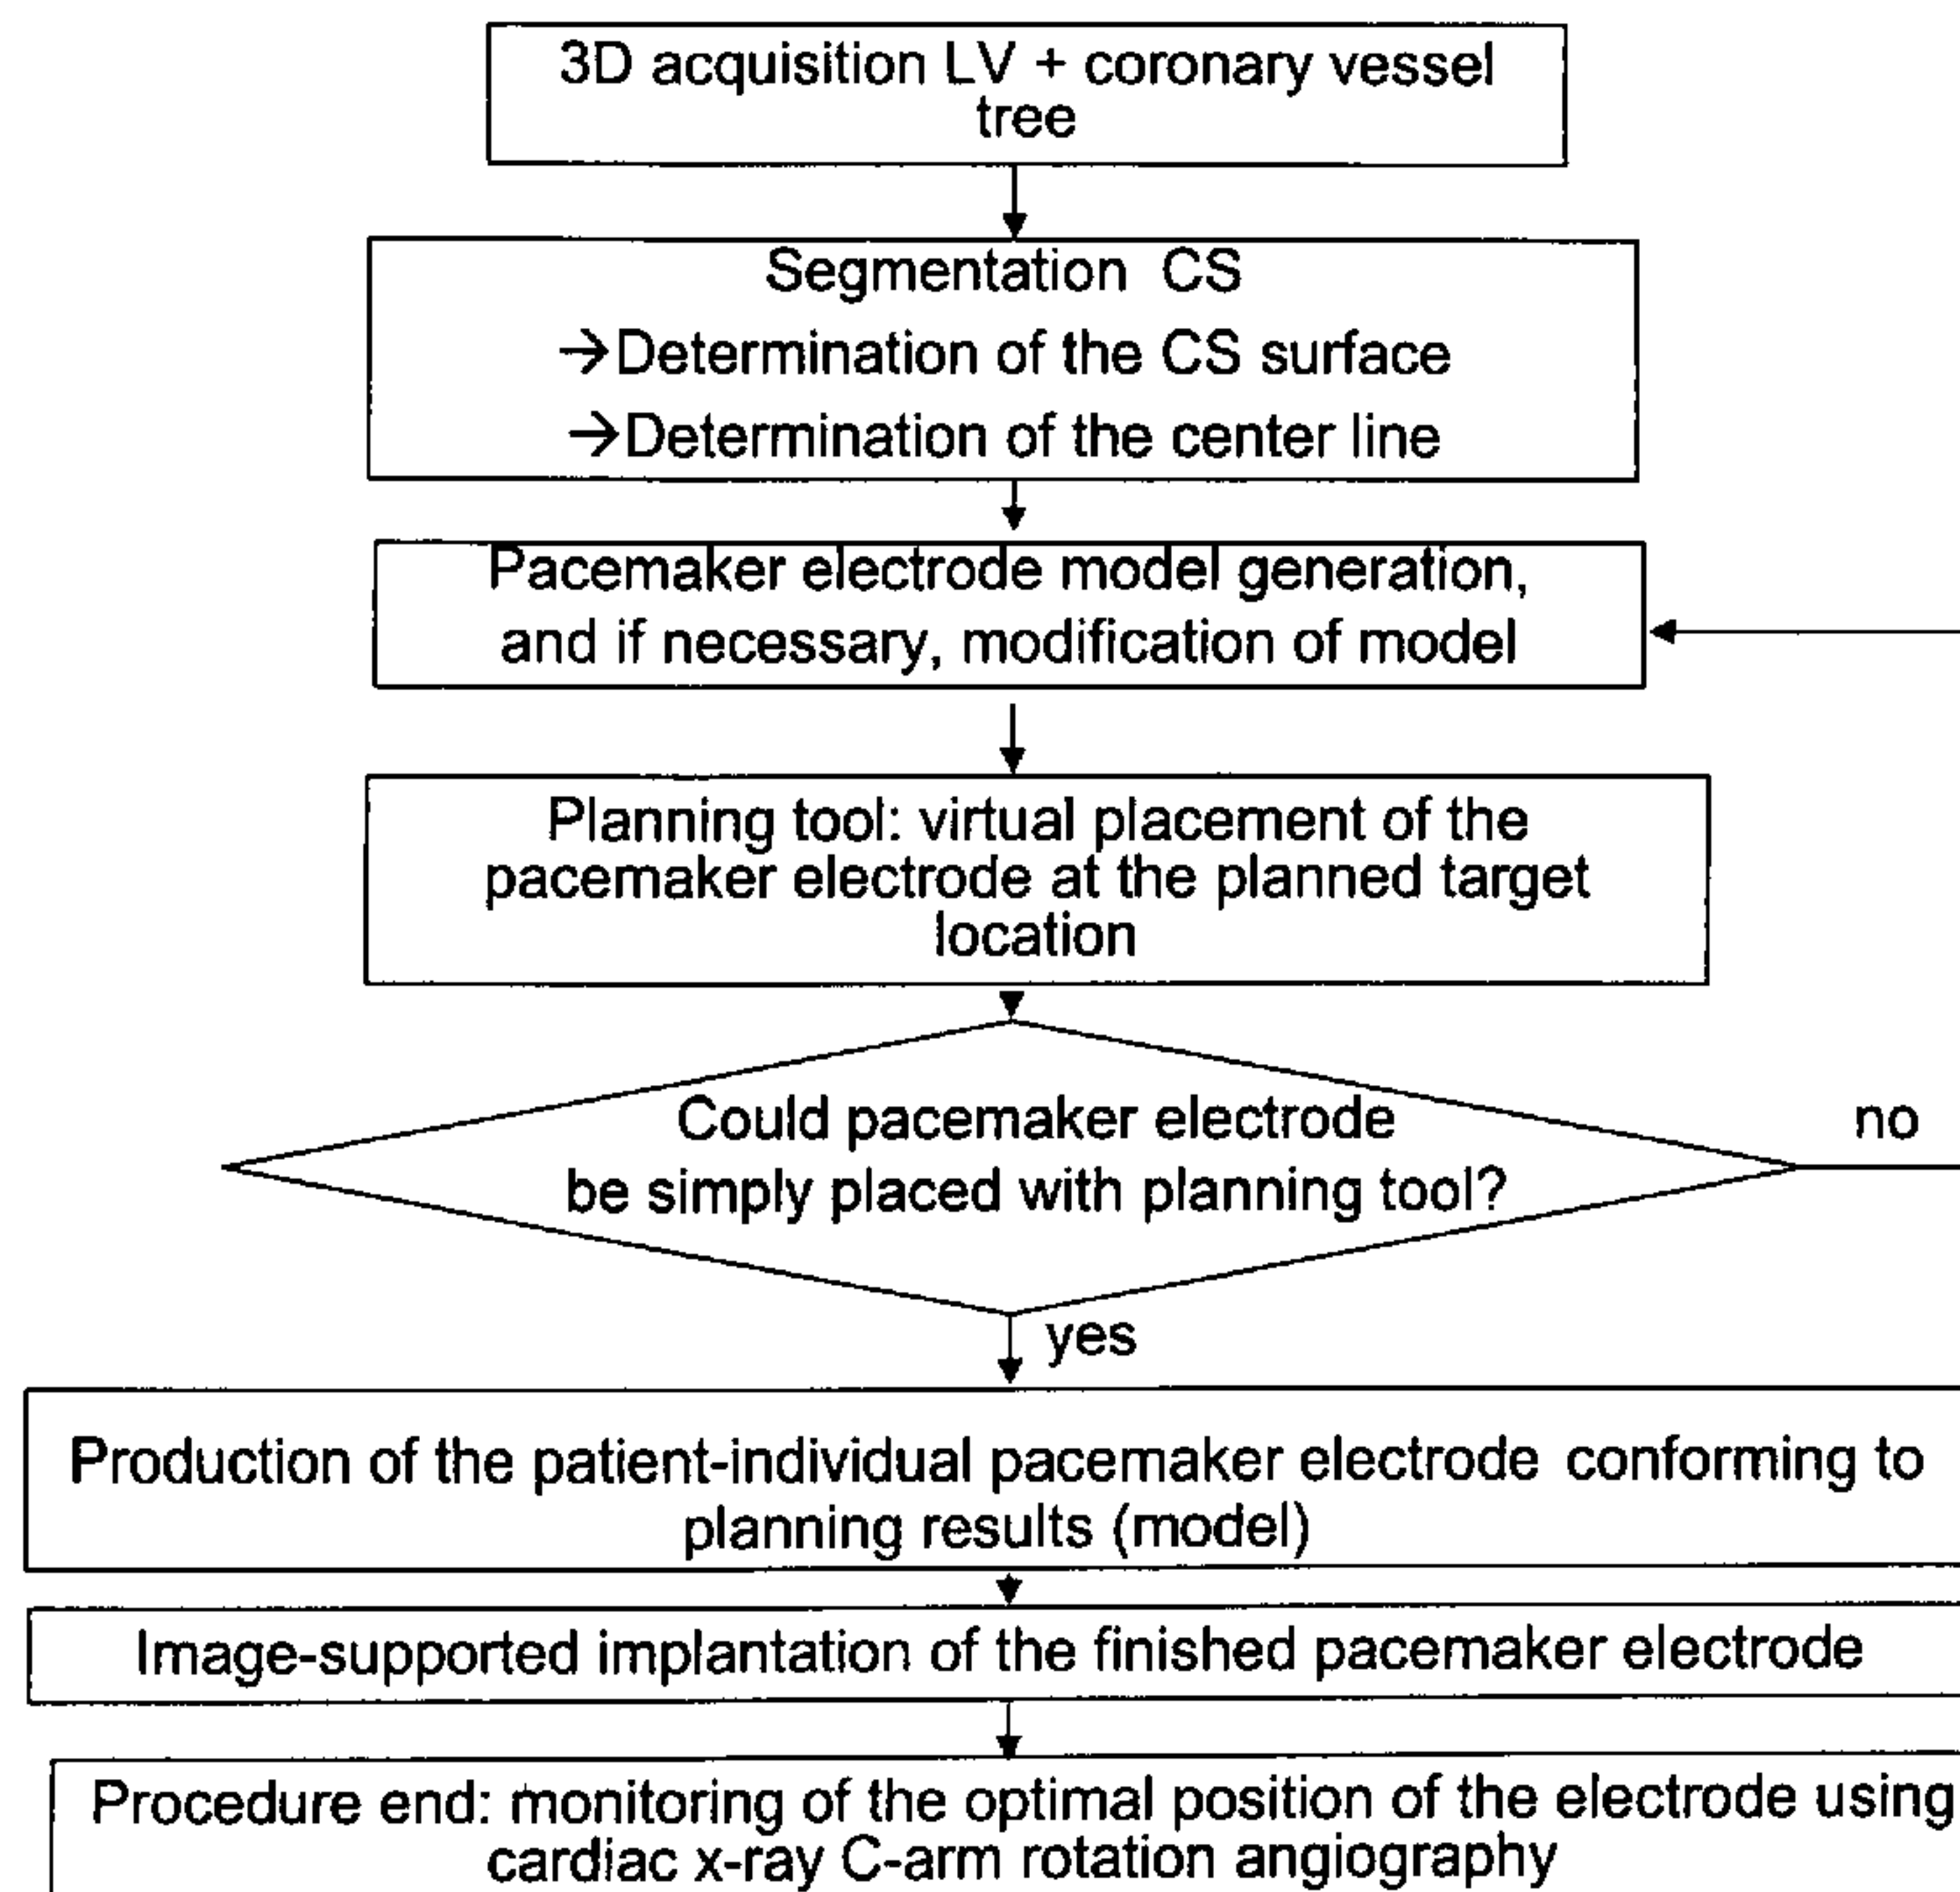 3D acquisition LV + coronary vessel
tree
Segmentation CS
→Determination of the CS surface
→Determination of the center line
Pacemaker electrode model generation,
and if necessary, modification of model
Planning tool: virtual placement of the
pacemaker electrode at the planned target
location
Could pacemaker electrode
be simply placed with planning tool?
no
yes
Production of the patient-individual pacemaker electrode conforming to
planning results (model)
Image-supported implantation of the finished pacemaker electrode
Procedure end: monitoring of the optimal position of the electrode using
cardiac x-ray C-arm rotation angiography